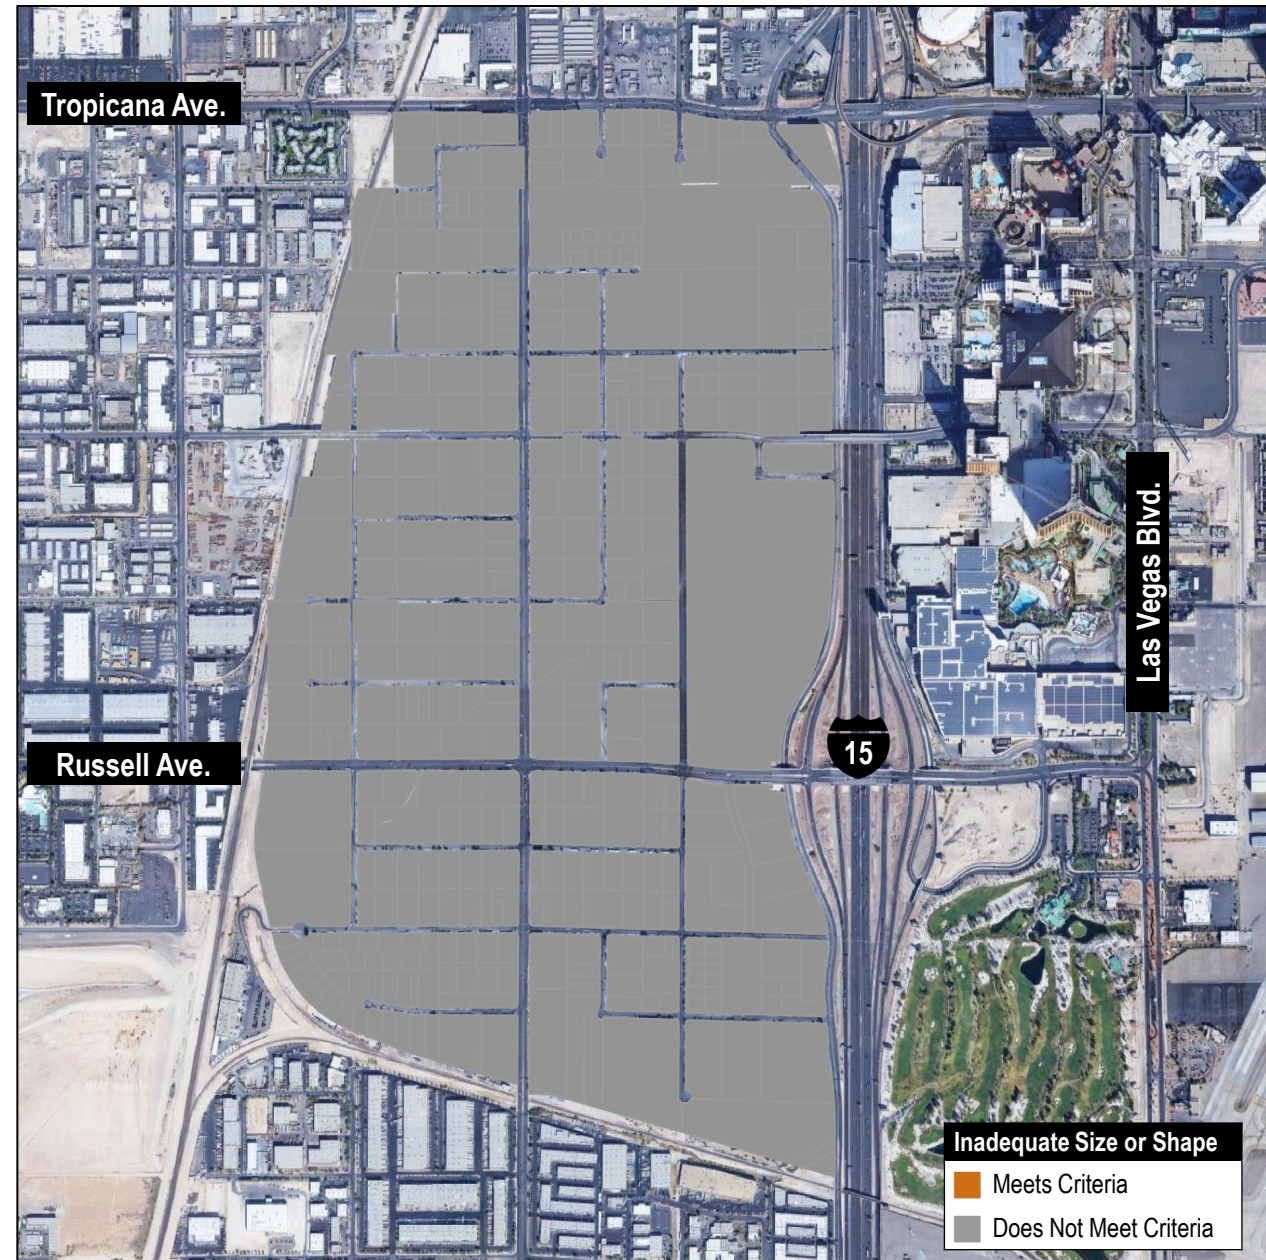 Tropicana Ave.
Las Vegas Blvd.
Russell Ave.
15
Inadequate Size or Shape
Meets Criteria
Does Not Meet Criteria